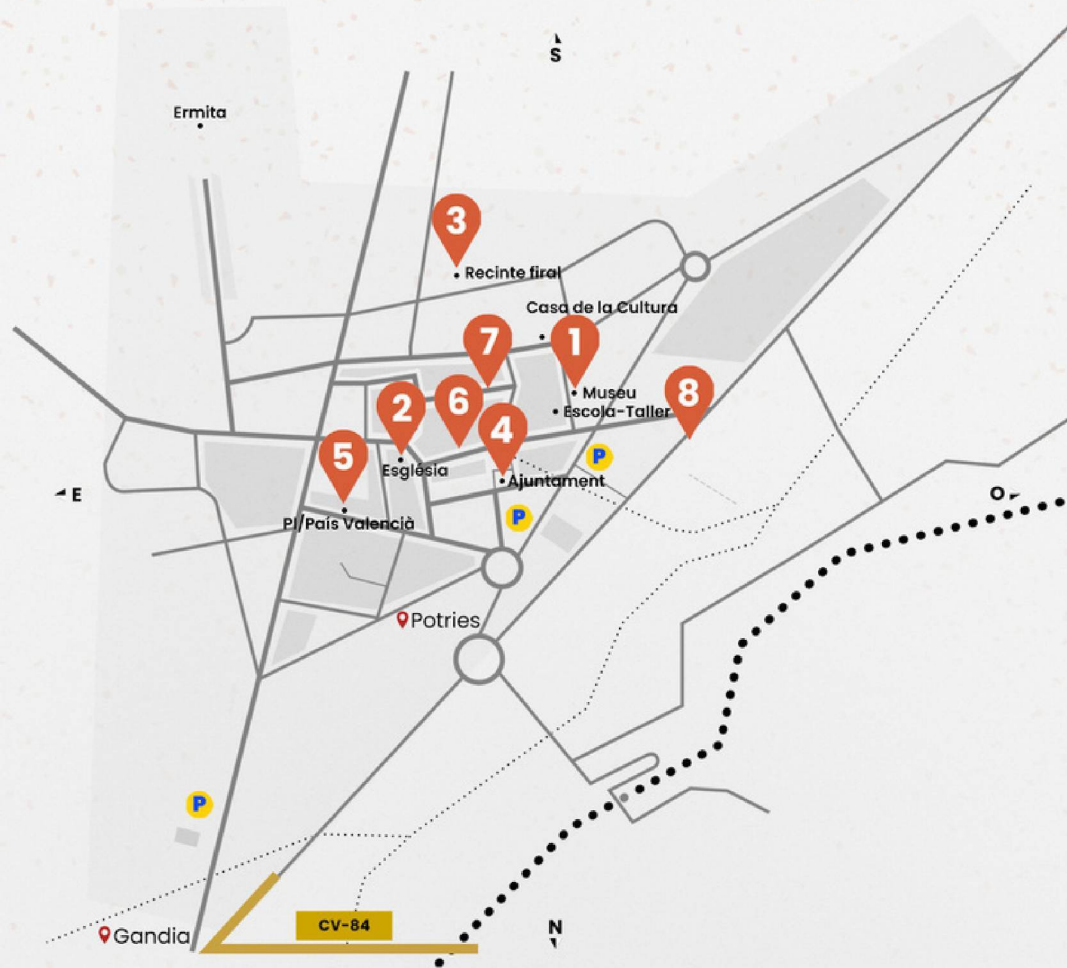 S
Ermita
3
Recinte firal
Casa de la Cultura
7
1
Museu
8
2
6
Escola-Taller
4
5
Església
P
Ajuntament
E
O
Pl/País Valencià
P
Potries
P
CV-84
N
Gandia